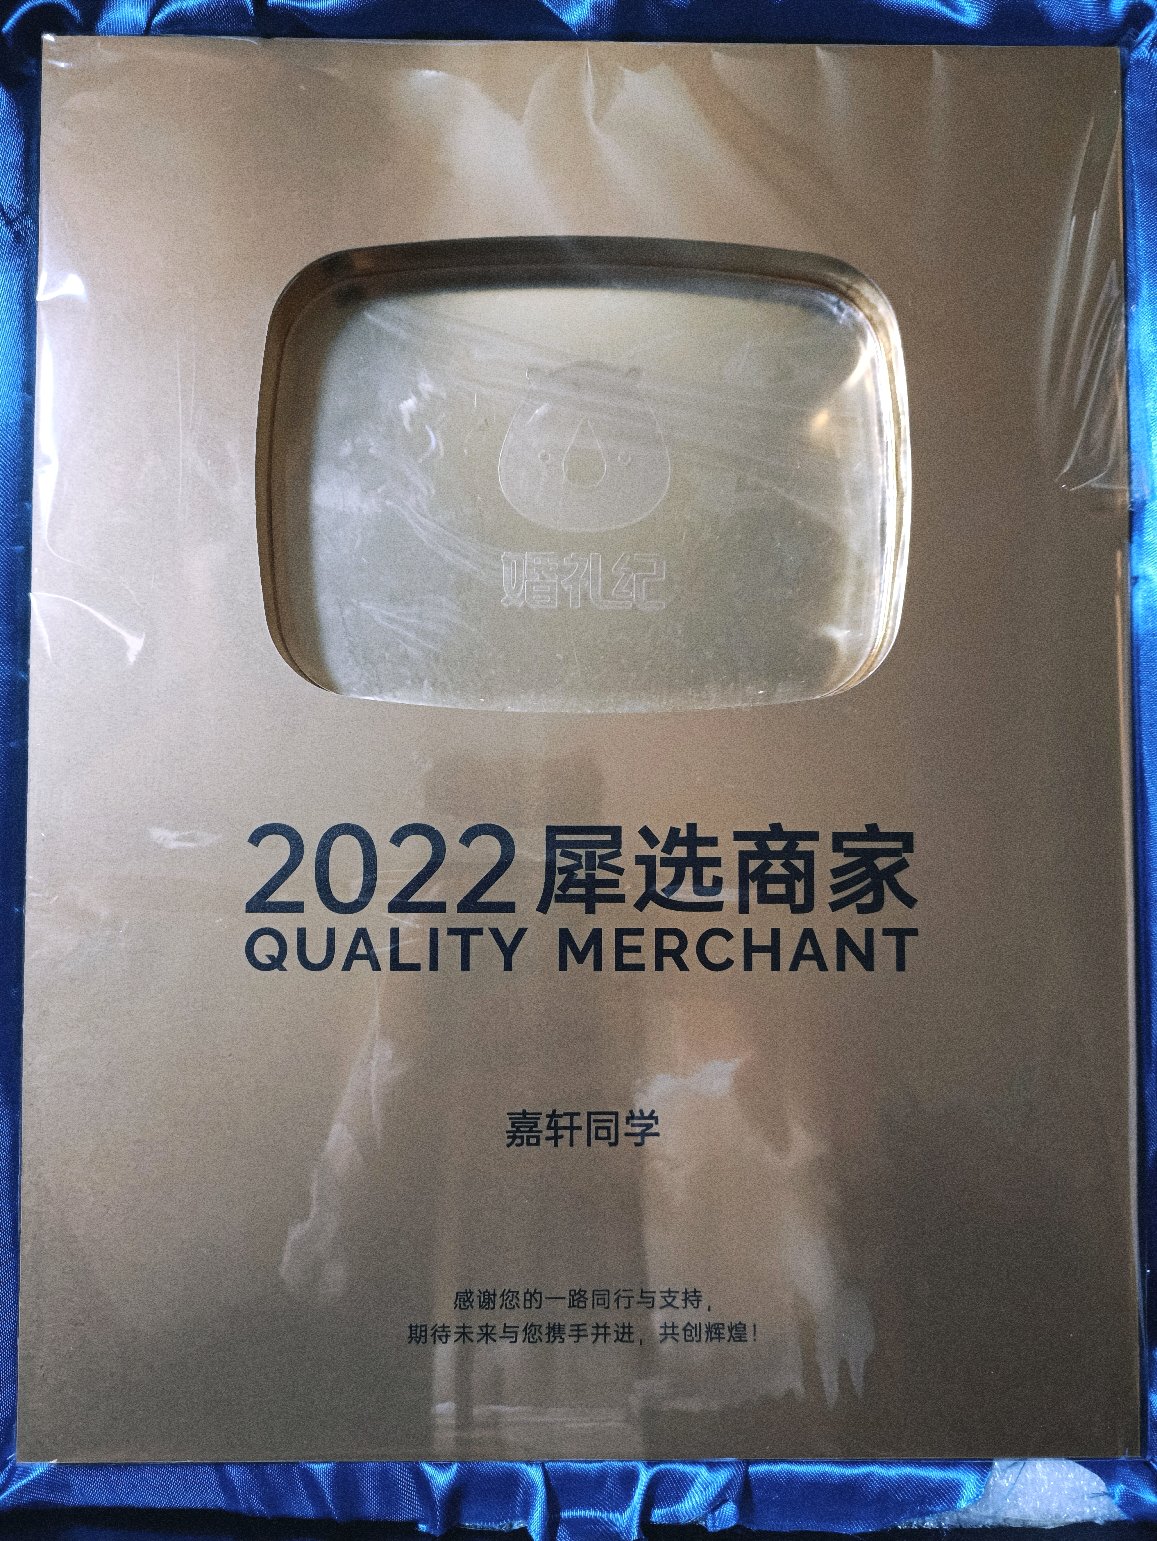 婚礼纪
2022犀选商家
QUALITY MERCHANT
嘉轩同学
感谢您的一路同行与支持，
期待未来与您携手并进，共创辉煌！